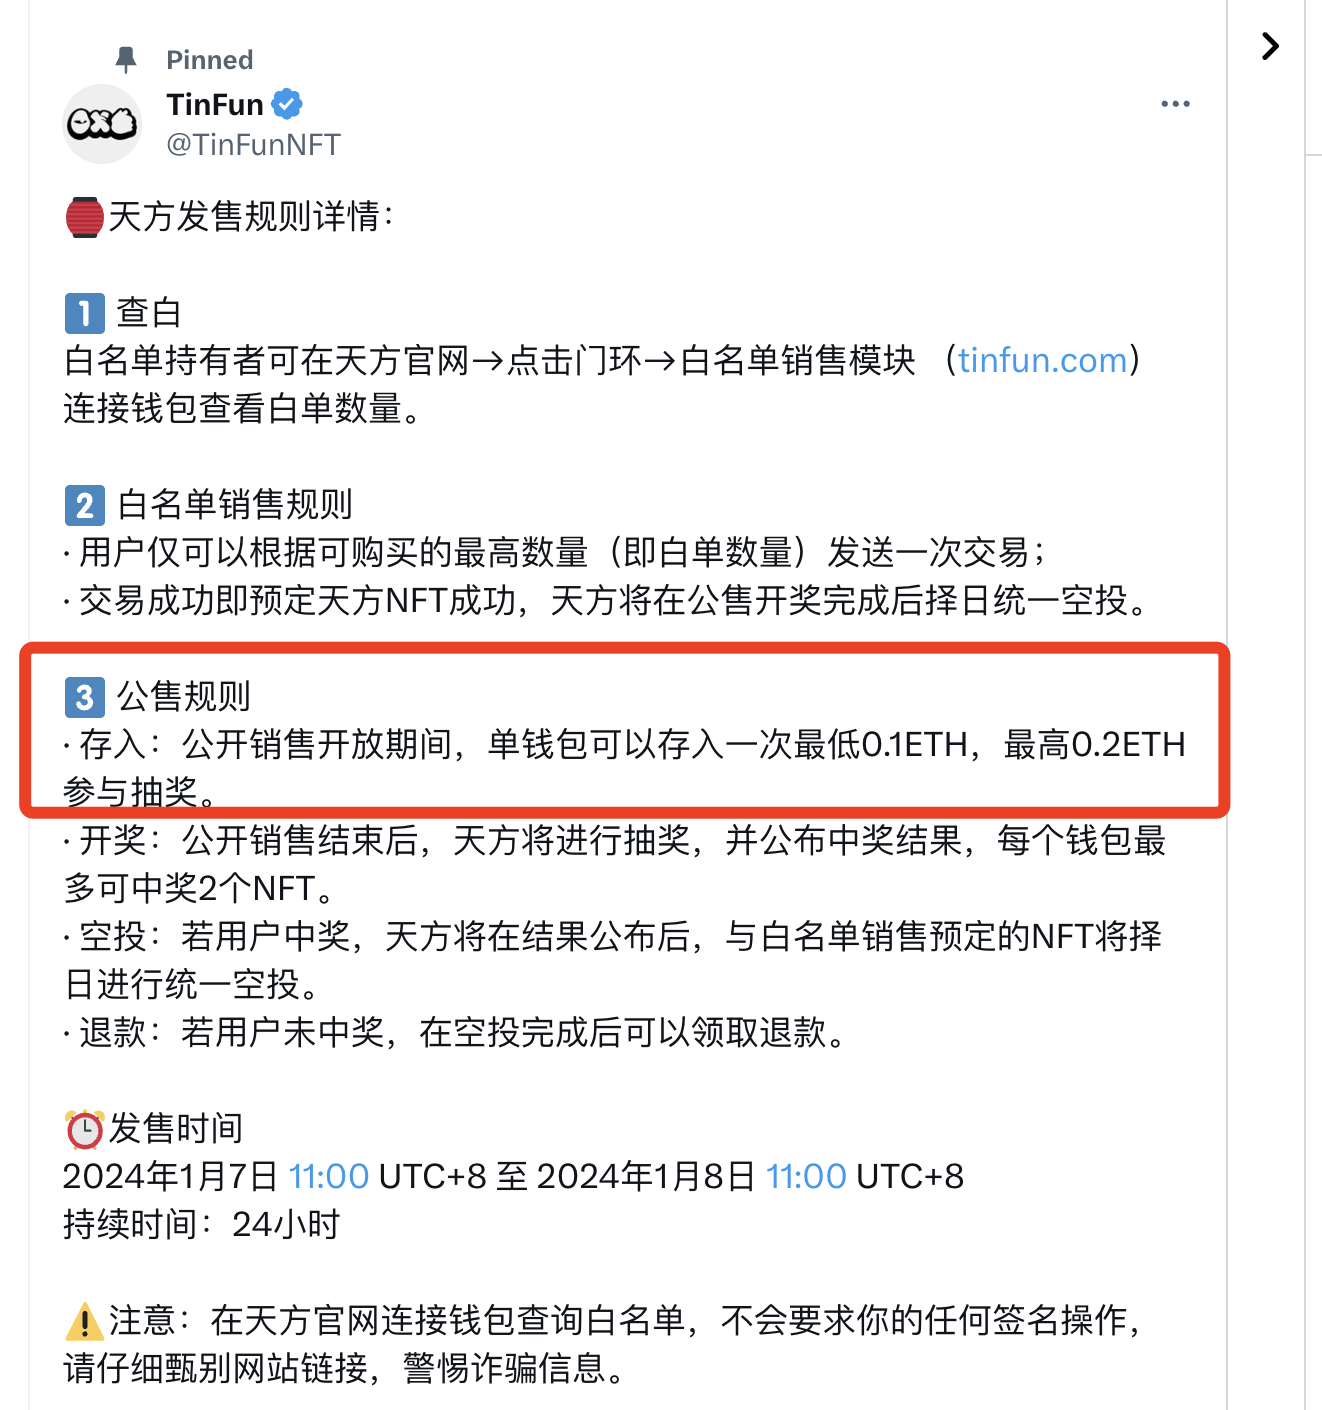 Pinned
TinFun
@TinFunNFT
🏮天方发售规则详情：
1️⃣ 查白
白名单持有者可在天方官网→点击门环→白名单销售模块 （tinfun.com）
连接钱包查看白单数量。
2️⃣ 白名单销售规则
· 用户仅可以根据可购买的最高数量（即白单数量）发送一次交易；
· 交易成功即预定天方NFT成功，天方将在公售开奖完成后择日统一空投。
3️⃣ 公售规则
· 存入：公开销售开放期间，单钱包可以存入一次最低0.1ETH，最高0.2ETH
参与抽奖。
· 开奖：公开销售结束后，天方将进行抽奖，并公布中奖结果，每个钱包最
多可中奖2个NFT。
· 空投：若用户中奖，天方将在结果公布后，与白名单销售预定的NFT将择
日进行统一空投。
· 退款：若用户未中奖，在空投完成后可以领取退款。
⏰发售时间
2024年1月7日 11:00 UTC+8 至 2024年1月8日 11:00 UTC+8
持续时间：24小时
⚠️注意：在天方官网连接钱包查询白名单，不会要求你的任何签名操作，
请仔细甄别网站链接，警惕诈骗信息。